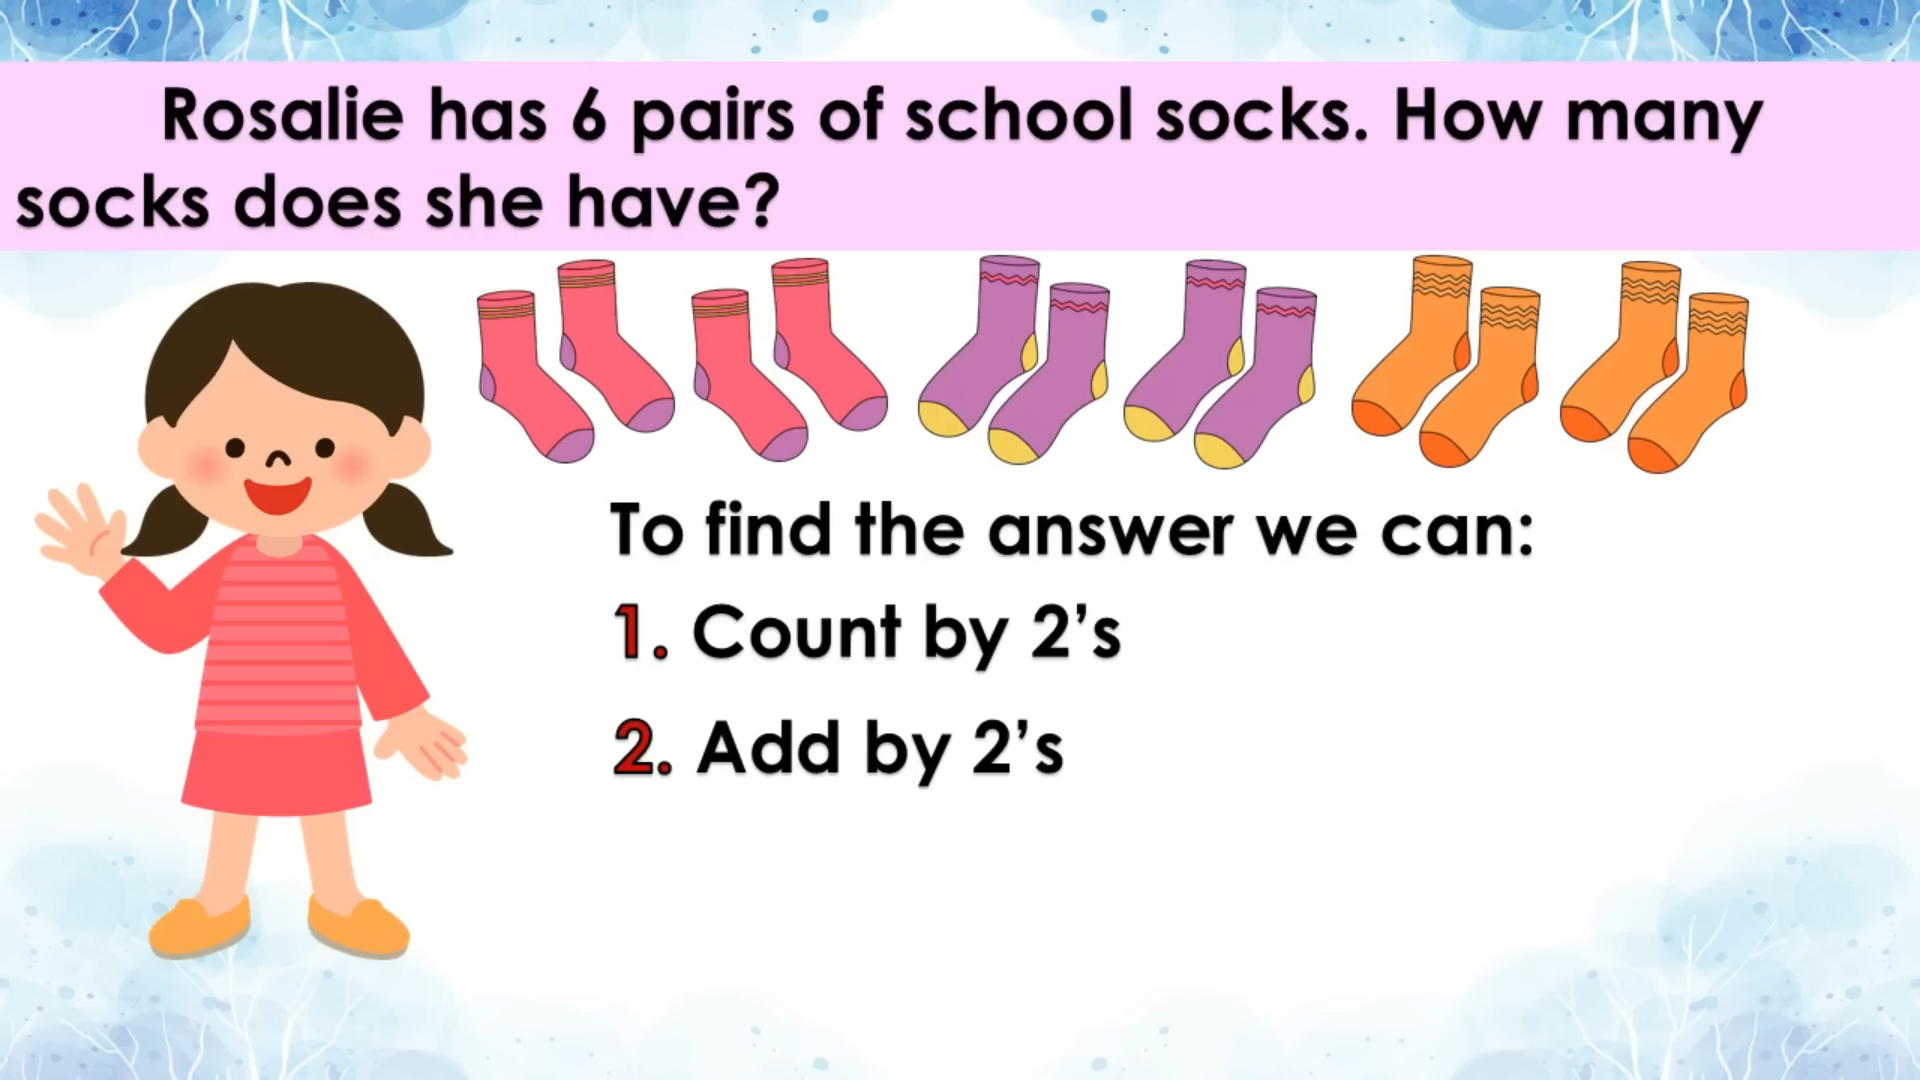 Rosalie has 6 pairs of school socks. How many
socks does she have?
To find the answer we can:
1. Count by 2’s
2. Add by 2’s